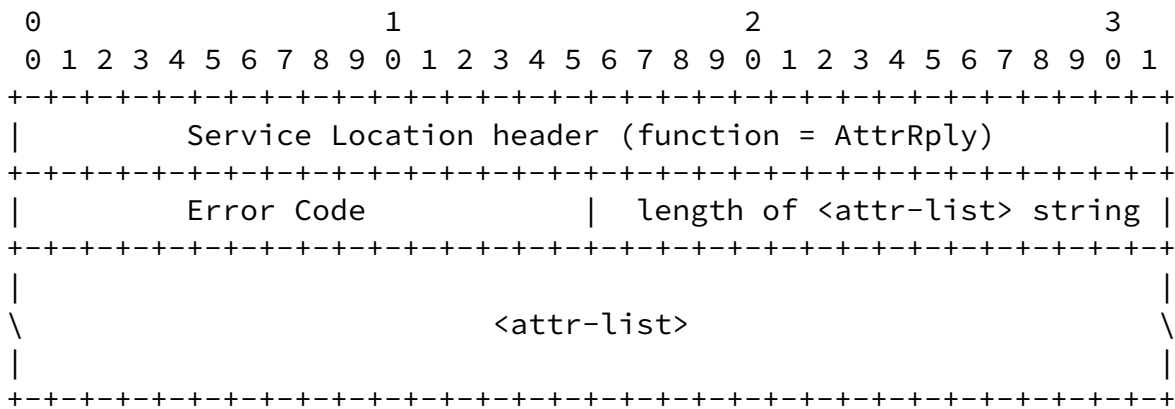 0                   1                   2                   3
 0 1 2 3 4 5 6 7 8 9 0 1 2 3 4 5 6 7 8 9 0 1 2 3 4 5 6 7 8 9 0 1
+-+-+-+-+-+-+-+-+-+-+-+-+-+-+-+-+-+-+-+-+-+-+-+-+-+-+-+-+-+-+-+-+
|         Service Location header (function = AttrRply)         |
+-+-+-+-+-+-+-+-+-+-+-+-+-+-+-+-+-+-+-+-+-+-+-+-+-+-+-+-+-+-+-+-+
|         Error Code            |  length of <attr-list> string |
+-+-+-+-+-+-+-+-+-+-+-+-+-+-+-+-+-+-+-+-+-+-+-+-+-+-+-+-+-+-+-+-+
|                                                               |
\                          <attr-list>                          \
|                                                               |
+-+-+-+-+-+-+-+-+-+-+-+-+-+-+-+-+-+-+-+-+-+-+-+-+-+-+-+-+-+-+-+-+